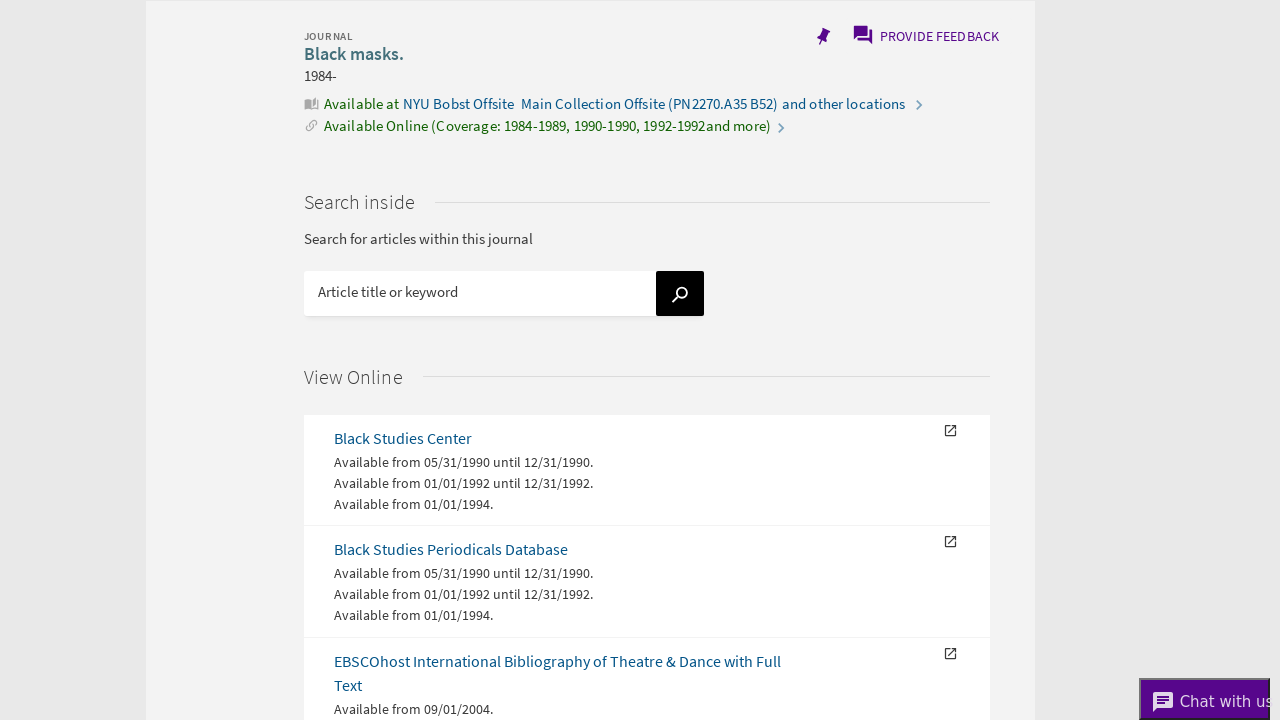 JOURNAL
PROVIDE FEEDBACK
Black masks.
1984-
Available at NYU Bobst Offsite Main Collection Offsite (PN2270.A35 B52) and other locations
Available Online (Coverage: 1984-1989, 1990-1990, 1992-1992and more)
Search inside
Search for articles within this journal
Article title or keyword
View Online
Black Studies Center
Available from 05/31/1990 until 12/31/1990.
Available from 01/01/1992 until 12/31/1992.
Available from 01/01/1994.
Black Studies Periodicals Database
Available from 05/31/1990 until 12/31/1990.
Available from 01/01/1992 until 12/31/1992.
Available from 01/01/1994.
EBSCOhost International Bibliography of Theatre & Dance with Full
Text
Available from 09/01/2004.
Chat with us